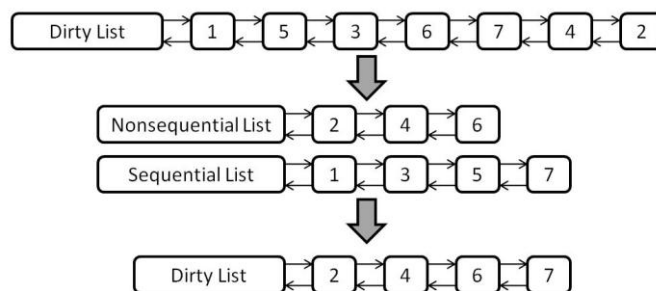 Dirty List 1 5 3 6 7 4 2
Nonsequential List 2 4 6
Sequential List 1 3 5 7
Dirty List 2 4 6 7